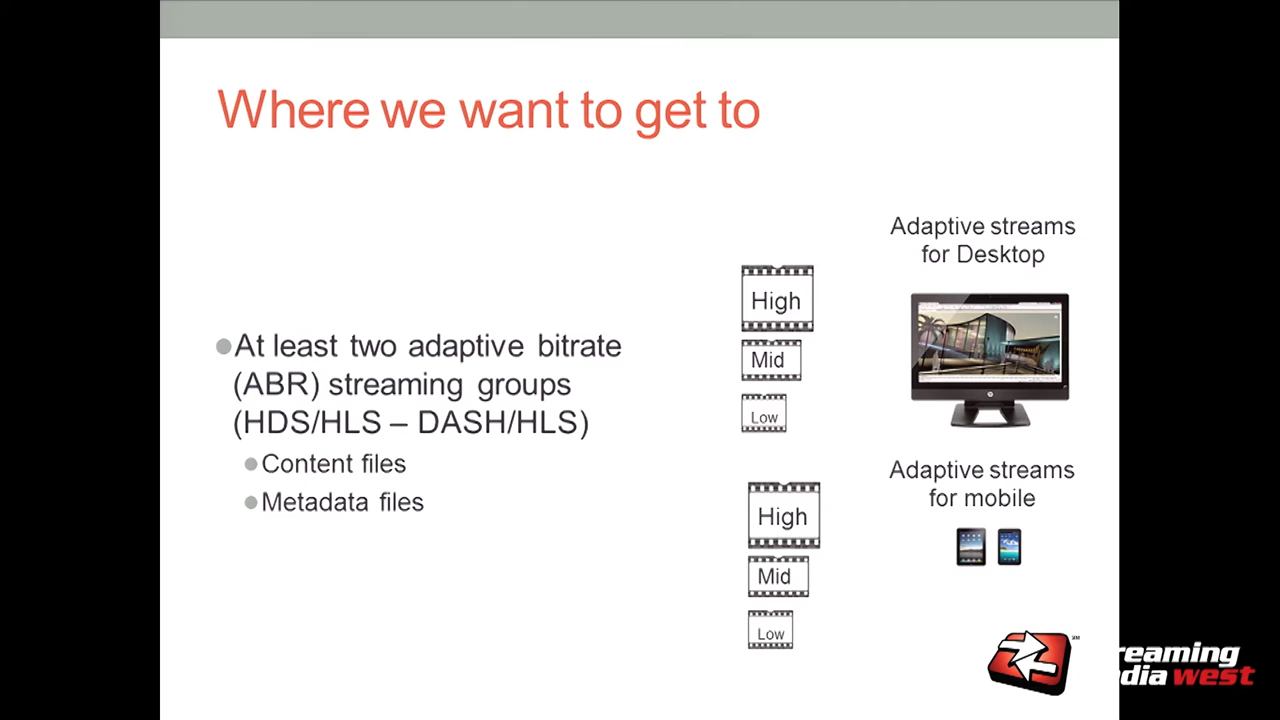 Where we want to get to
At least two adaptive bitrate
(ABR) streaming groups
(HDS/HLS – DASH/HLS)
Content files
Metadata files
High
Mid
Low
Adaptive streams
for Desktop
High
Mid
Low
Adaptive streams
for mobile
reaming
dia west